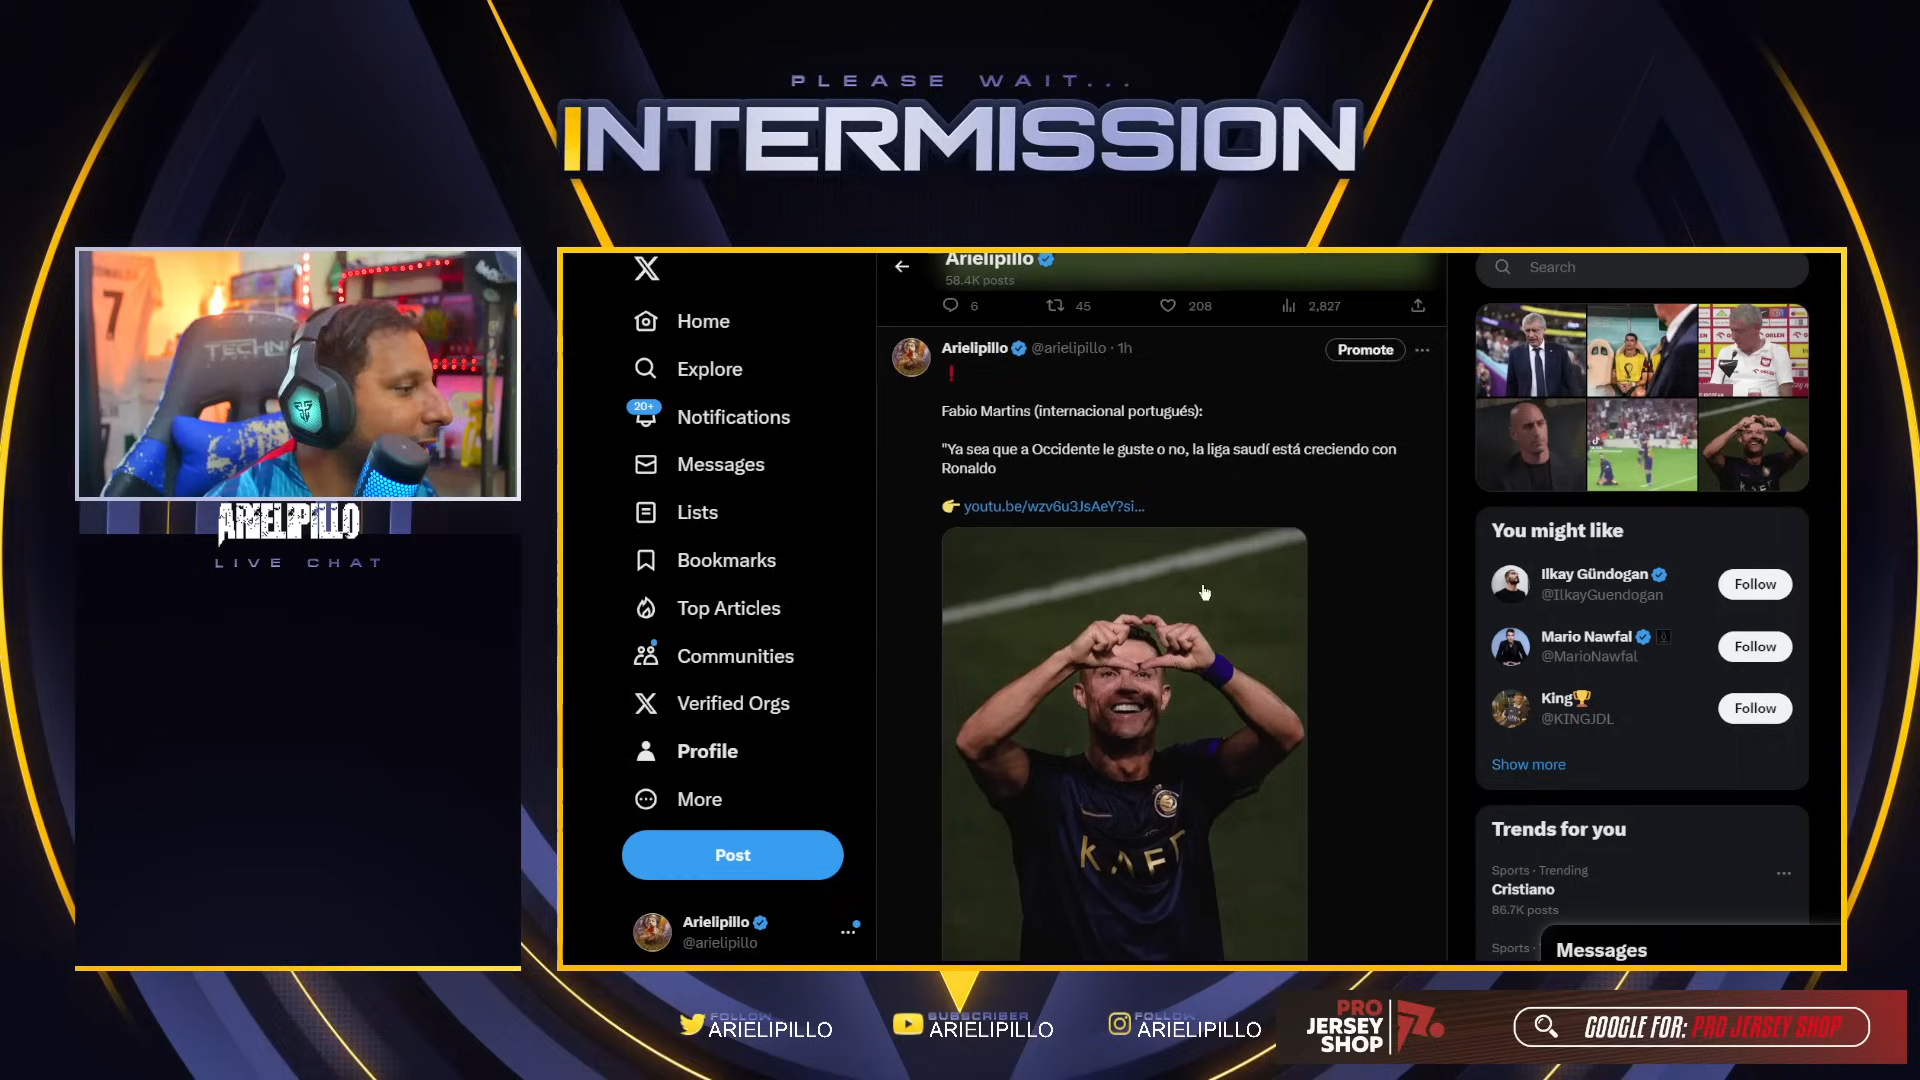 PLEASE WAIT...
INTERMISSION
7
TECHNI
ARIELIPILLO
LIVE CHAT
Home
Explore
20+
Notifications
Messages
Lists
Bookmarks
Top Articles
Communities
Verified Orgs
Profile
More
Post
Arielipillo
@arielipillo
Arielipillo
58.4K posts
6 45 208 2,827
Arielipillo @arielipillo · 1h
Promote
❗
Fabio Martins (internacional portugués):
"Ya sea que a Occidente le guste o no, la liga saudí está creciendo con
Ronaldo
👉 youtu.be/wzv6u3JsAeY?si...
KAFD
Search
You might like
Ilkay Gündogan
@IlkayGuendogan
Follow
Mario Nawfal
@MarioNawfal
Follow
King🏆
@KINGJDL
Follow
Show more
Trends for you
Sports · Trending
Cristiano
86.7K posts
Sports ·
Messages
FOLLOW
ARIELIPILLO
SUBSCRIBER
ARIELIPILLO
FOLLOW
ARIELIPILLO
PRO
JERSEY
SHOP
GOOGLE FOR: PRO JERSEY SHOP